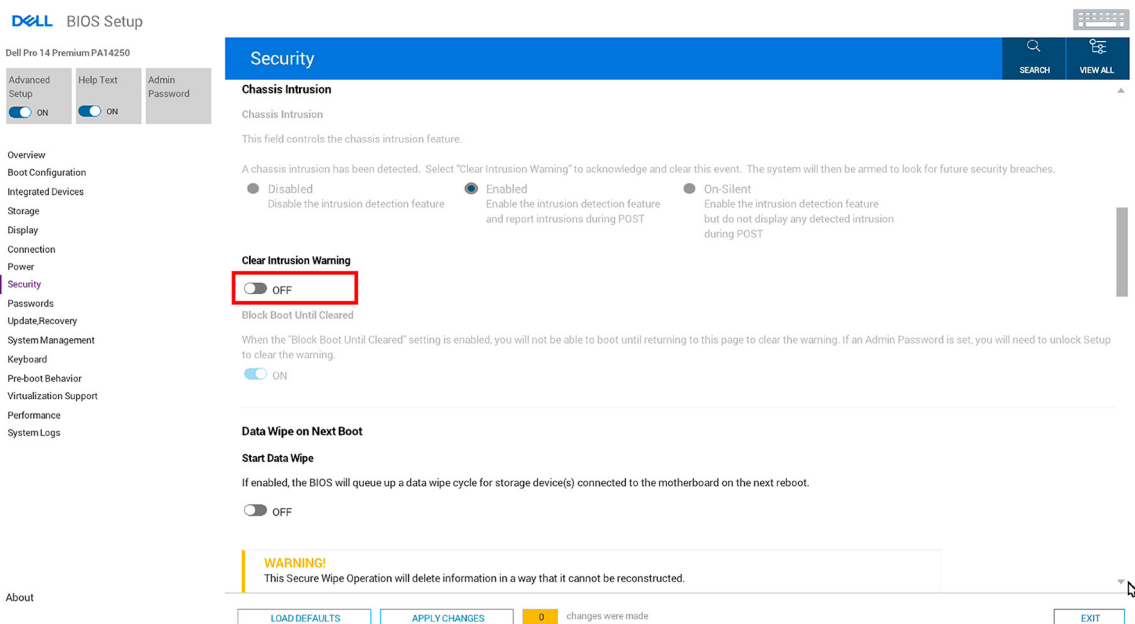 DELL BIOS Setup
Dell Pro 14 Premium PA14250
Advanced Setup
ON
Help Text
ON
Admin Password
Overview
Boot Configuration
Integrated Devices
Storage
Display
Connection
Power
Security
Passwords
Update,Recovery
System Management
Keyboard
Pre-boot Behavior
Virtualization Support
Performance
System Logs
About
Security
SEARCH
VIEW ALL
Chassis Intrusion
Chassis Intrusion
This field controls the chassis intrusion feature.
A chassis intrusion has been detected. Select "Clear Intrusion Warning" to acknowledge and clear this event. The system will then be armed to look for future security breaches.
Disabled
Disable the intrusion detection feature
Enabled
Enable the intrusion detection feature
and report intrusions during POST
On-Silent
Enable the intrusion detection feature
but do not display any detected intrusion
during POST
Clear Intrusion Warning
OFF
Block Boot Until Cleared
When the "Block Boot Until Cleared" setting is enabled, you will not be able to boot until returning to this page to clear the warning. If an Admin Password is set, you will need to unlock Setup
to clear the warning.
ON
Data Wipe on Next Boot
Start Data Wipe
If enabled, the BIOS will queue up a data wipe cycle for storage device(s) connected to the motherboard on the next reboot.
OFF
WARNING!
This Secure Wipe Operation will delete information in a way that it cannot be reconstructed.
LOAD DEFAULTS
APPLY CHANGES
0 changes were made
EXIT